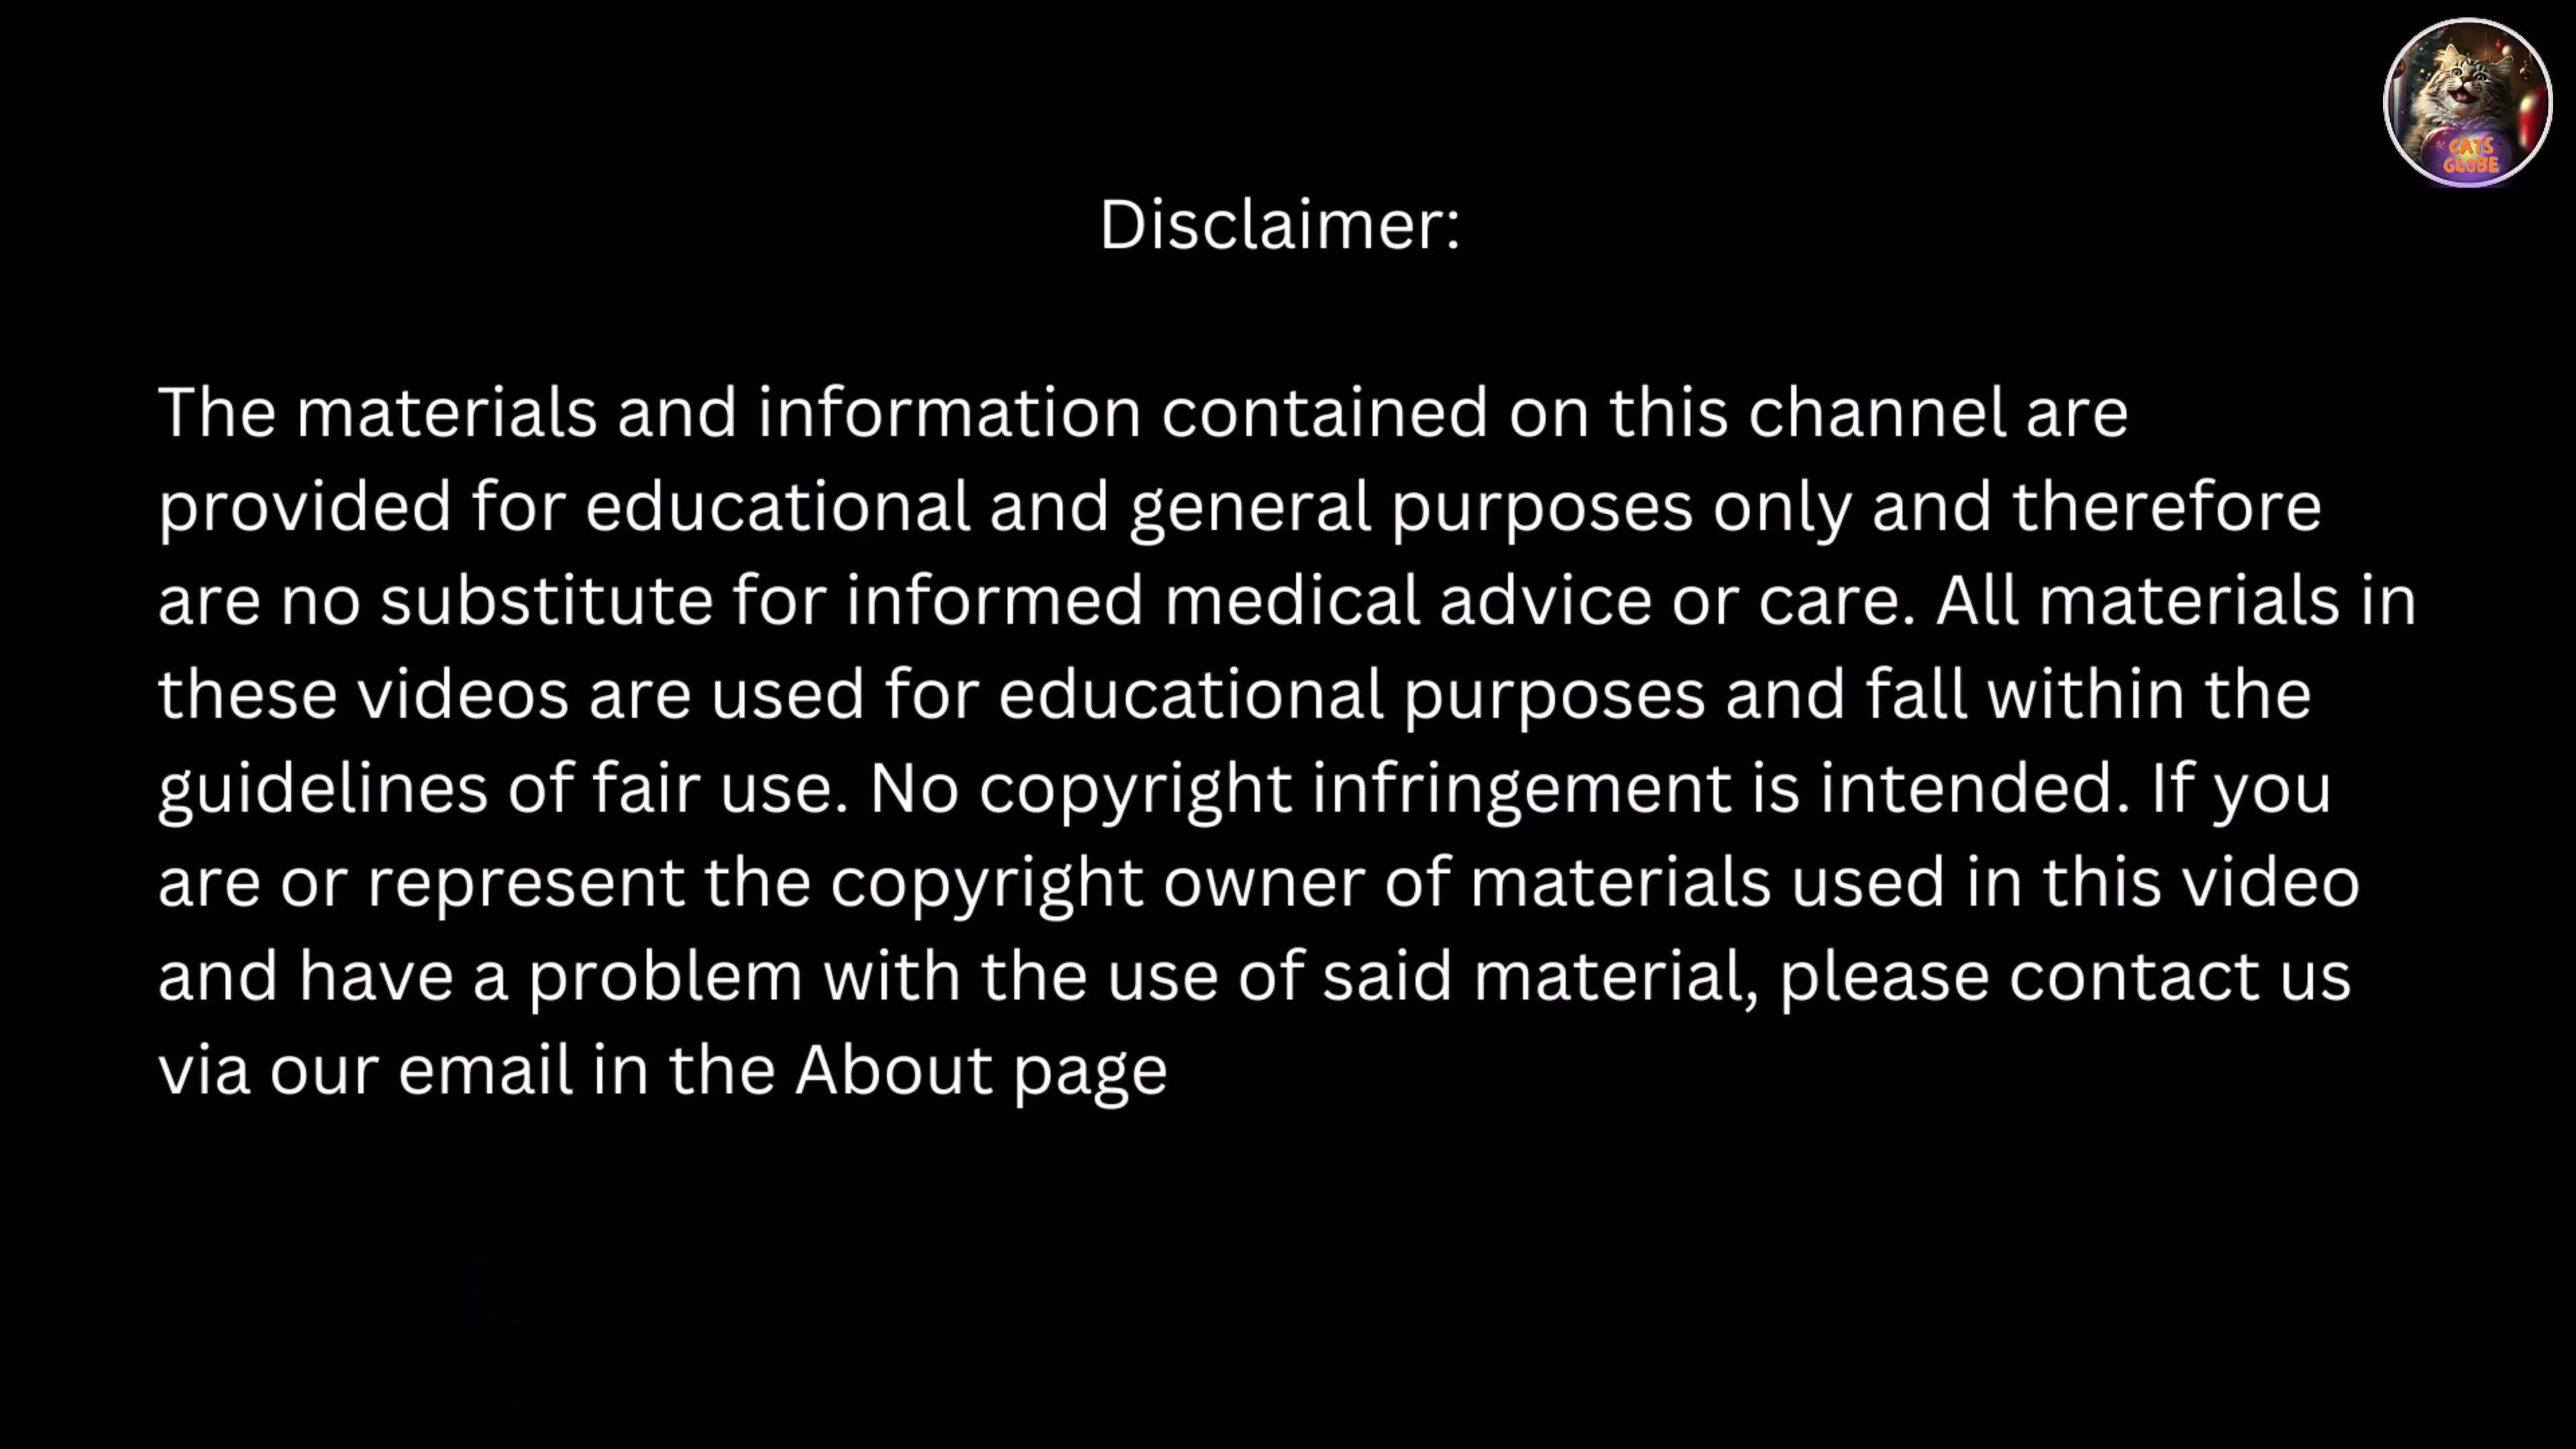 CATS
GLOBE
Disclaimer:
The materials and information contained on this channel are
provided for educational and general purposes only and therefore
are no substitute for informed medical advice or care. All materials in
these videos are used for educational purposes and fall within the
guidelines of fair use. No copyright infringement is intended. If you
are or represent the copyright owner of materials used in this video
and have a problem with the use of said material, please contact us
via our email in the About page